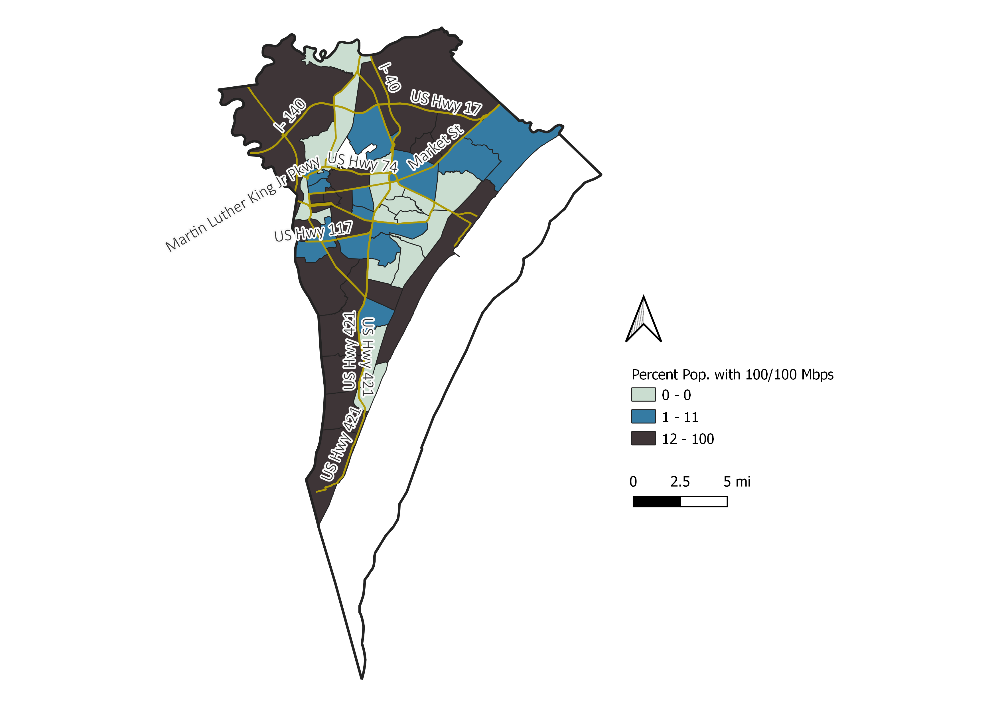 I- 40
US Hwy 17
I- 140
Market St
US Hwy 74
Martin Luther King Jr Pkwy
US Hwy 117
US Hwy 421
US Hwy 421
US Hwy 421
Percent Pop. with 100/100 Mbps
0 - 0
1 - 11
12 - 100
0 2.5 5 mi